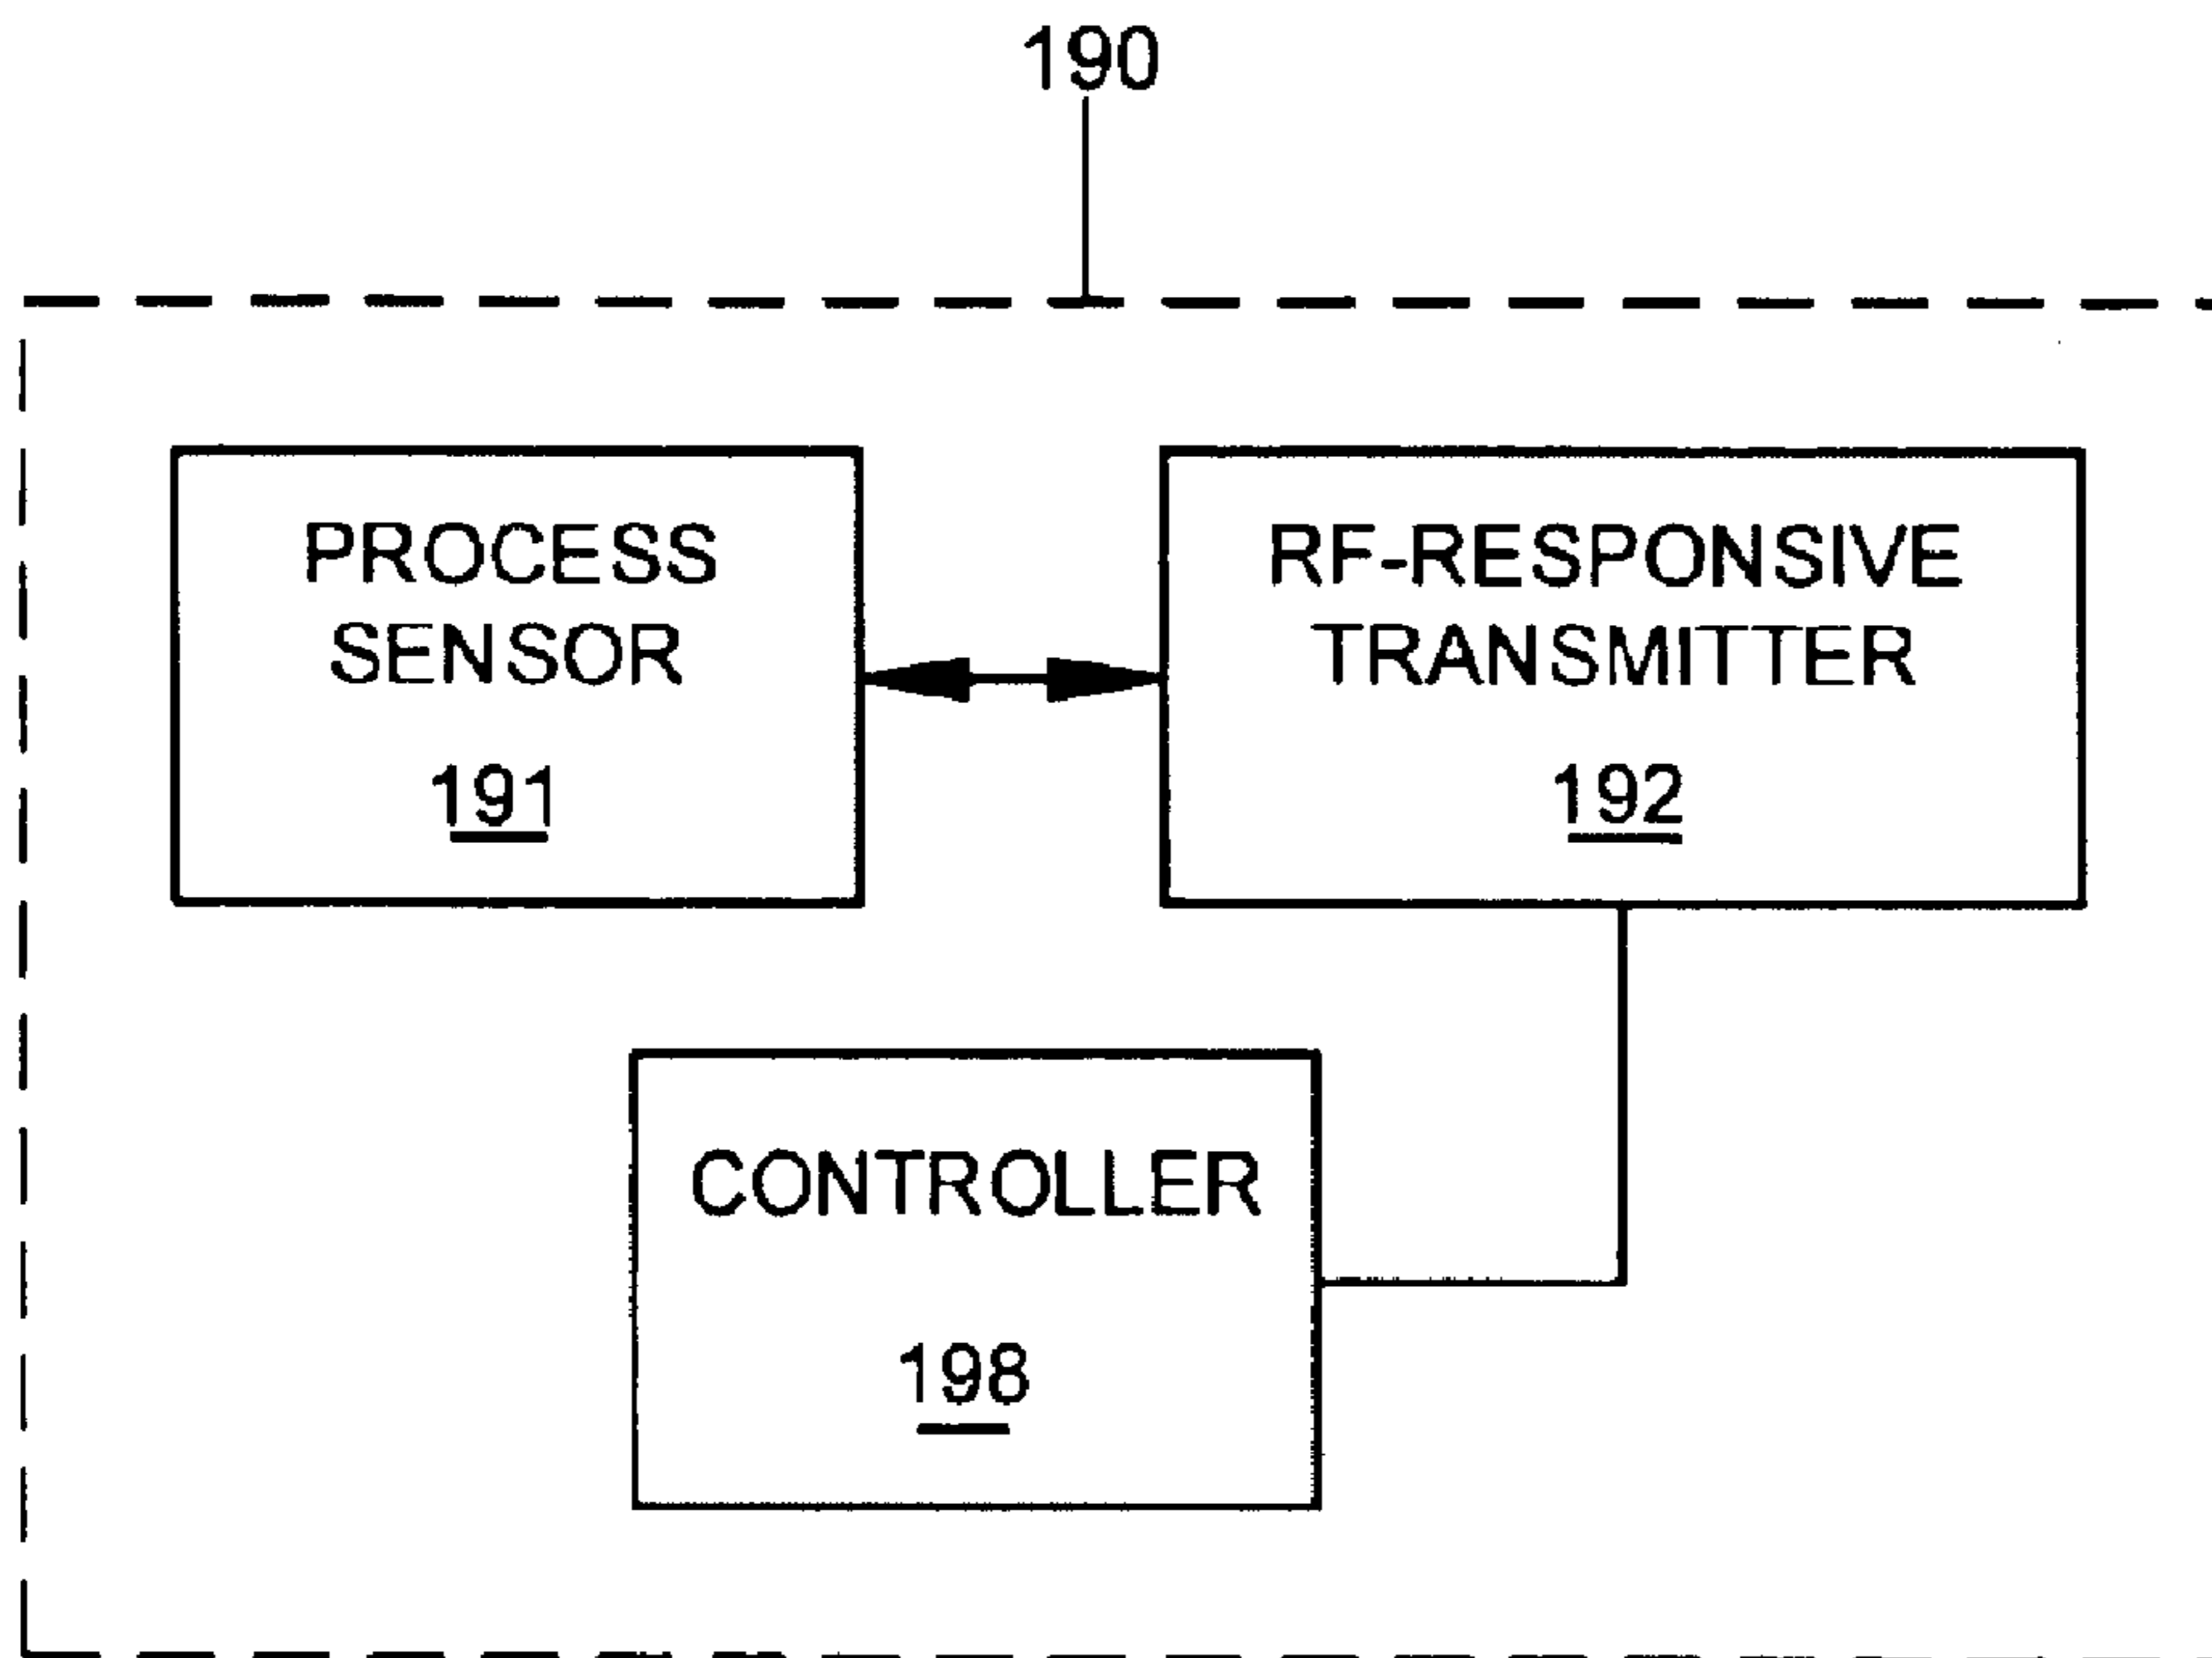 190
PROCESS
SENSOR
191
RF-RESPONSIVE
TRANSMITTER
192
CONTROLLER
198